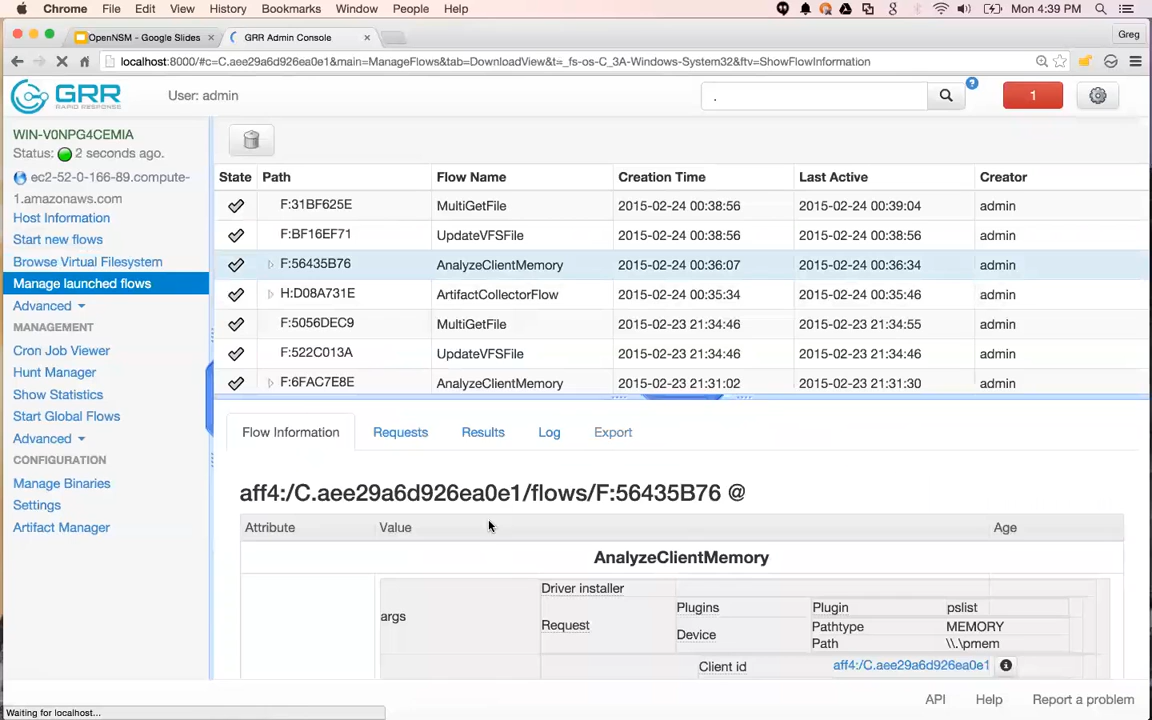 Chrome File Edit View History Bookmarks Window People Help Mon 4:39 PM
OpenNSM - Google Slides × GRR Admin Console × Greg
localhost:8000/#c=C.aee29a6d926ea0e1&main=ManageFlows&tab=DownloadView&t=_fs-os-C_3A-Windows-System32&ftv=ShowFlowInformation
GRR RAPID RESPONSE User: admin . ? 1
WIN-V0NPG4CEMIA
Status: 2 seconds ago.
ec2-52-0-166-89.compute-
1.amazonaws.com
Host Information
Start new flows
Browse Virtual Filesystem
Manage launched flows
Advanced
MANAGEMENT
Cron Job Viewer
Hunt Manager
Show Statistics
Start Global Flows
Advanced
CONFIGURATION
Manage Binaries
Settings
Artifact Manager
State Path Flow Name Creation Time Last Active Creator
F:31BF625E MultiGetFile 2015-02-24 00:38:56 2015-02-24 00:39:04 admin
F:BF16EF71 UpdateVFSFile 2015-02-24 00:38:56 2015-02-24 00:38:56 admin
F:56435B76 AnalyzeClientMemory 2015-02-24 00:36:07 2015-02-24 00:36:34 admin
H:D08A731E ArtifactCollectorFlow 2015-02-24 00:35:34 2015-02-24 00:35:46 admin
F:5056DEC9 MultiGetFile 2015-02-23 21:34:46 2015-02-23 21:34:55 admin
F:522C013A UpdateVFSFile 2015-02-23 21:34:46 2015-02-23 21:34:46 admin
F:6FAC7E8E AnalyzeClientMemory 2015-02-23 21:31:02 2015-02-23 21:31:30 admin
Flow Information Requests Results Log Export
aff4:/C.aee29a6d926ea0e1/flows/F:56435B76 @
Attribute Value Age
AnalyzeClientMemory
args
Driver installer
Request
Plugins Plugin pslist
Device Pathtype MEMORY
Path \\.\pmem
Client id aff4:/C.aee29a6d926ea0e1
API Help Report a problem
Waiting for localhost...